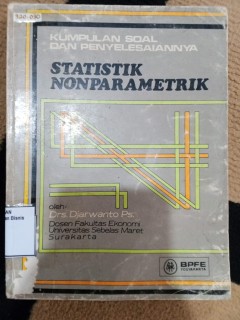 KUMPULAN SOAL
DAN PENYELESAIANNYA
STATISTIK
NONPARAMETRIK
oleh:
Drs. Djarwanto Ps.
Dosen Fakultas Ekonomi
Universitas Sebelas Maret
Surakarta
BPFE
YOGYAKARTA